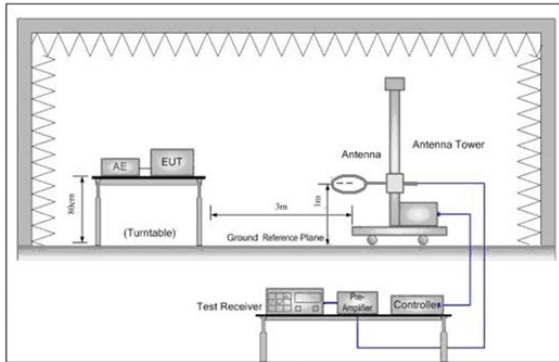 Antenna
Antenna Tower
AE
EUT
80cm
(Turntable)
3m
1m
Ground Reference Plane
Test Receiver
Pre-
Amplifier
Controller